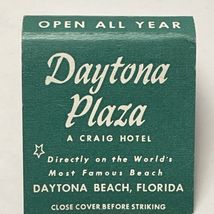 OPEN ALL YEAR
Daytona
Plaza
A CRAIG HOTEL
Directly on the World's
Most Famous Beach
DAYTONA BEACH, FLORIDA
CLOSE COVER BEFORE STRIKING